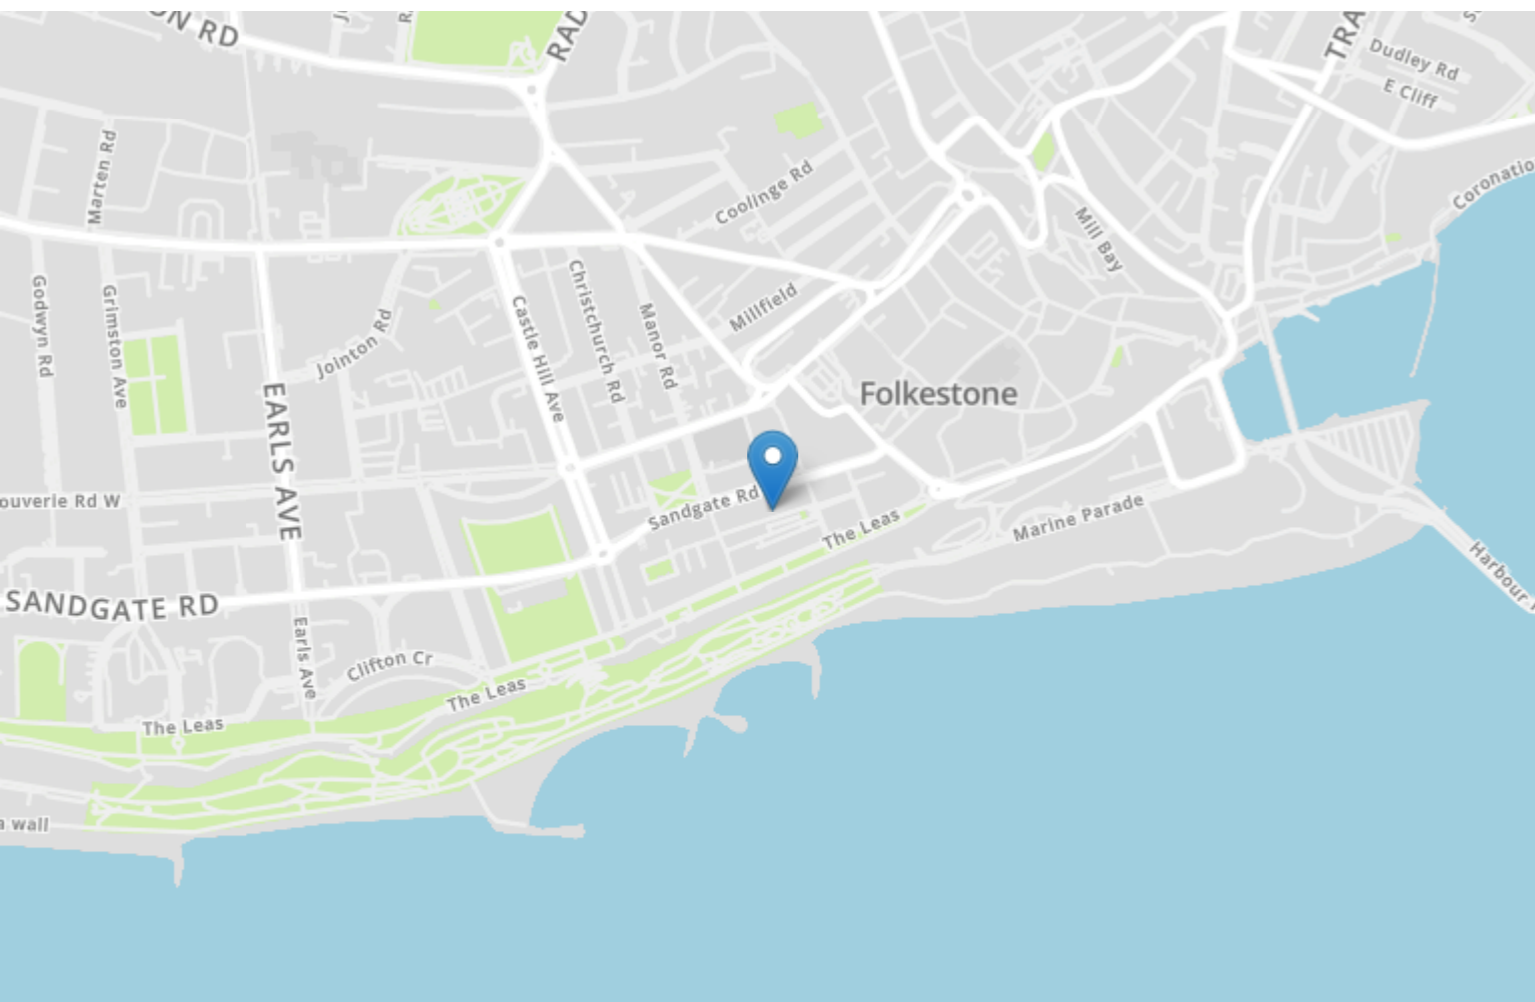 ON RD
RAD
TRA
Dudley Rd
E Cliff
Marten Rd
Coolinge Rd
Coronatio
Mill Bay
Godwyn Rd
Grimston Ave
Jointon Rd
Castle Hill Ave
Christchurch Rd
Manor Rd
Millfield
EARLS AVE
Folkestone
ouverie Rd W
Sandgate Rd
The Leas
Marine Parade
Harbour
SANDGATE RD
Earls Ave
Clifton Cr
The Leas
The Leas
a wall